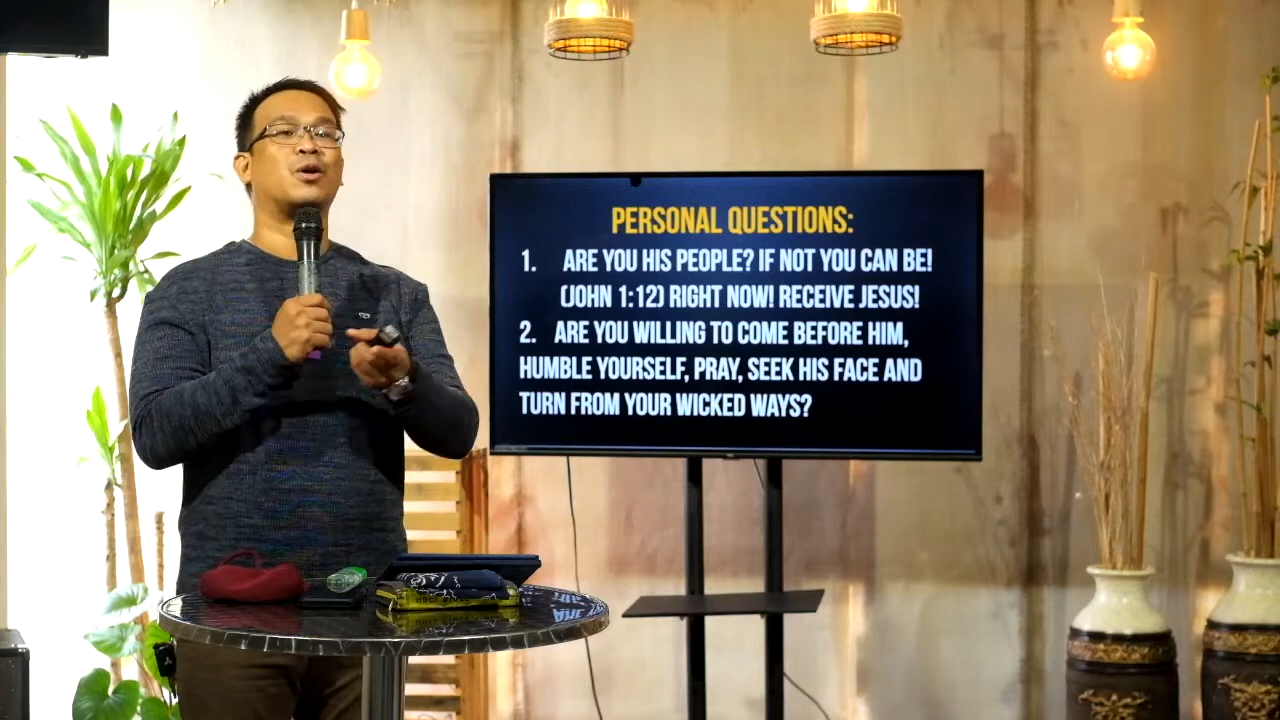 PERSONAL QUESTIONS:
1. ARE YOU HIS PEOPLE? IF NOT YOU CAN BE!
(JOHN 1:12) RIGHT NOW! RECEIVE JESUS!
2. ARE YOU WILLING TO COME BEFORE HIM,
HUMBLE YOURSELF, PRAY, SEEK HIS FACE AND
TURN FROM YOUR WICKED WAYS?